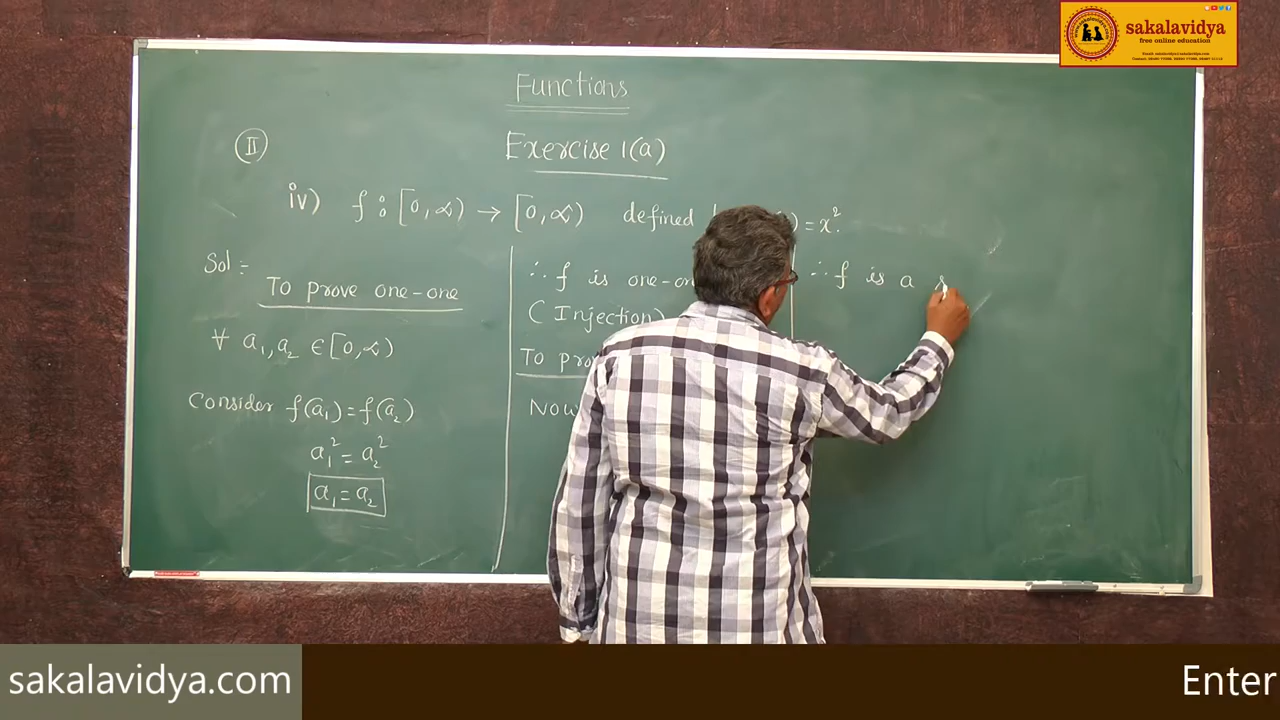 sakalavidya
free online education
Functions
II
Exercise 1(a)
iv) f : [0, ∝) → [0, ∝) defined ) = x².
Sol:
To prove one-one
∀ a₁, a₂ ∈ [0, ∝)
Consider f(a₁) = f(a₂)
a₁² = a₂²
a₁ = a₂
∴ f is one-on
( Injection)
To pro
Now
∴ f is a s
sakalavidya.com
Enter